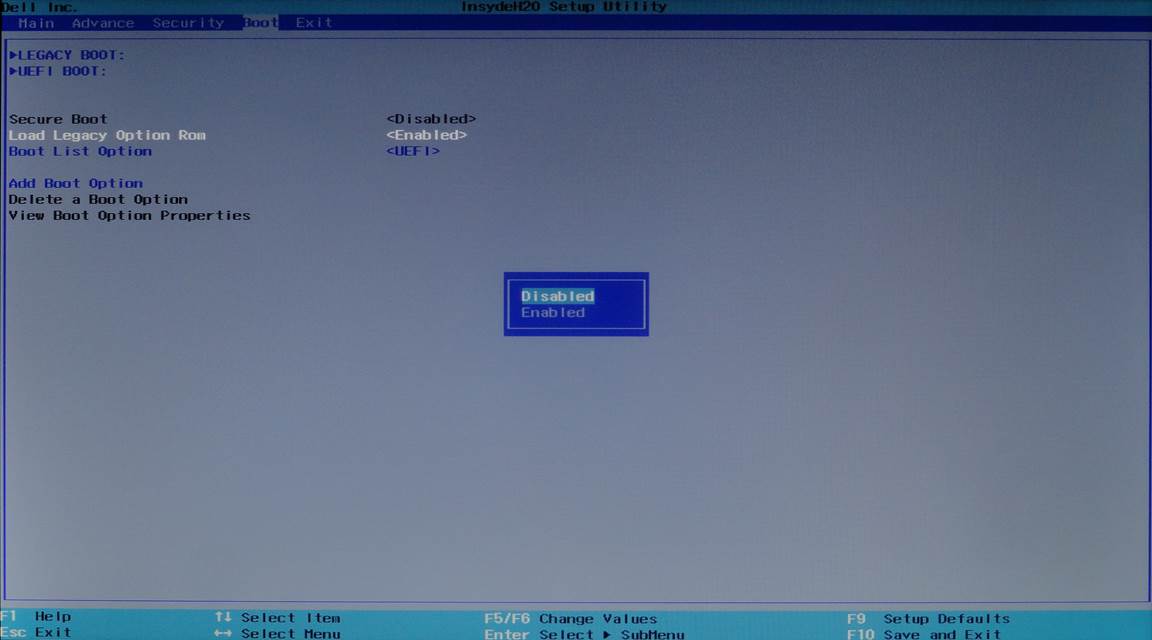 Dell Inc. InsydeH2O Setup Utility
Main Advance Security Boot Exit
▶LEGACY BOOT:
▶UEFI BOOT:
Secure Boot <Disabled>
Load Legacy Option Rom <Enabled>
Boot List Option <UEFI>
Add Boot Option
Delete a Boot Option
View Boot Option Properties
Disabled
Enabled
F1 Help ↑↓ Select Item F5/F6 Change Values F9 Setup Defaults
Esc Exit ↔ Select Menu Enter Select ▶ SubMenu F10 Save and Exit